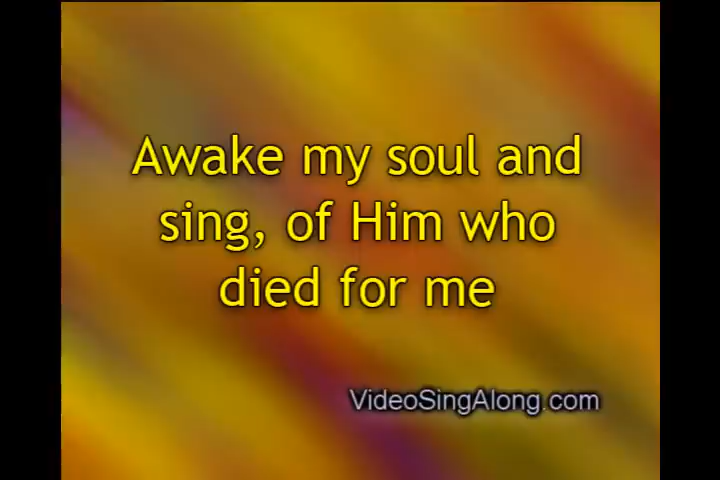 Awake my soul and
sing, of Him who
died for me
VideoSingAlong.com